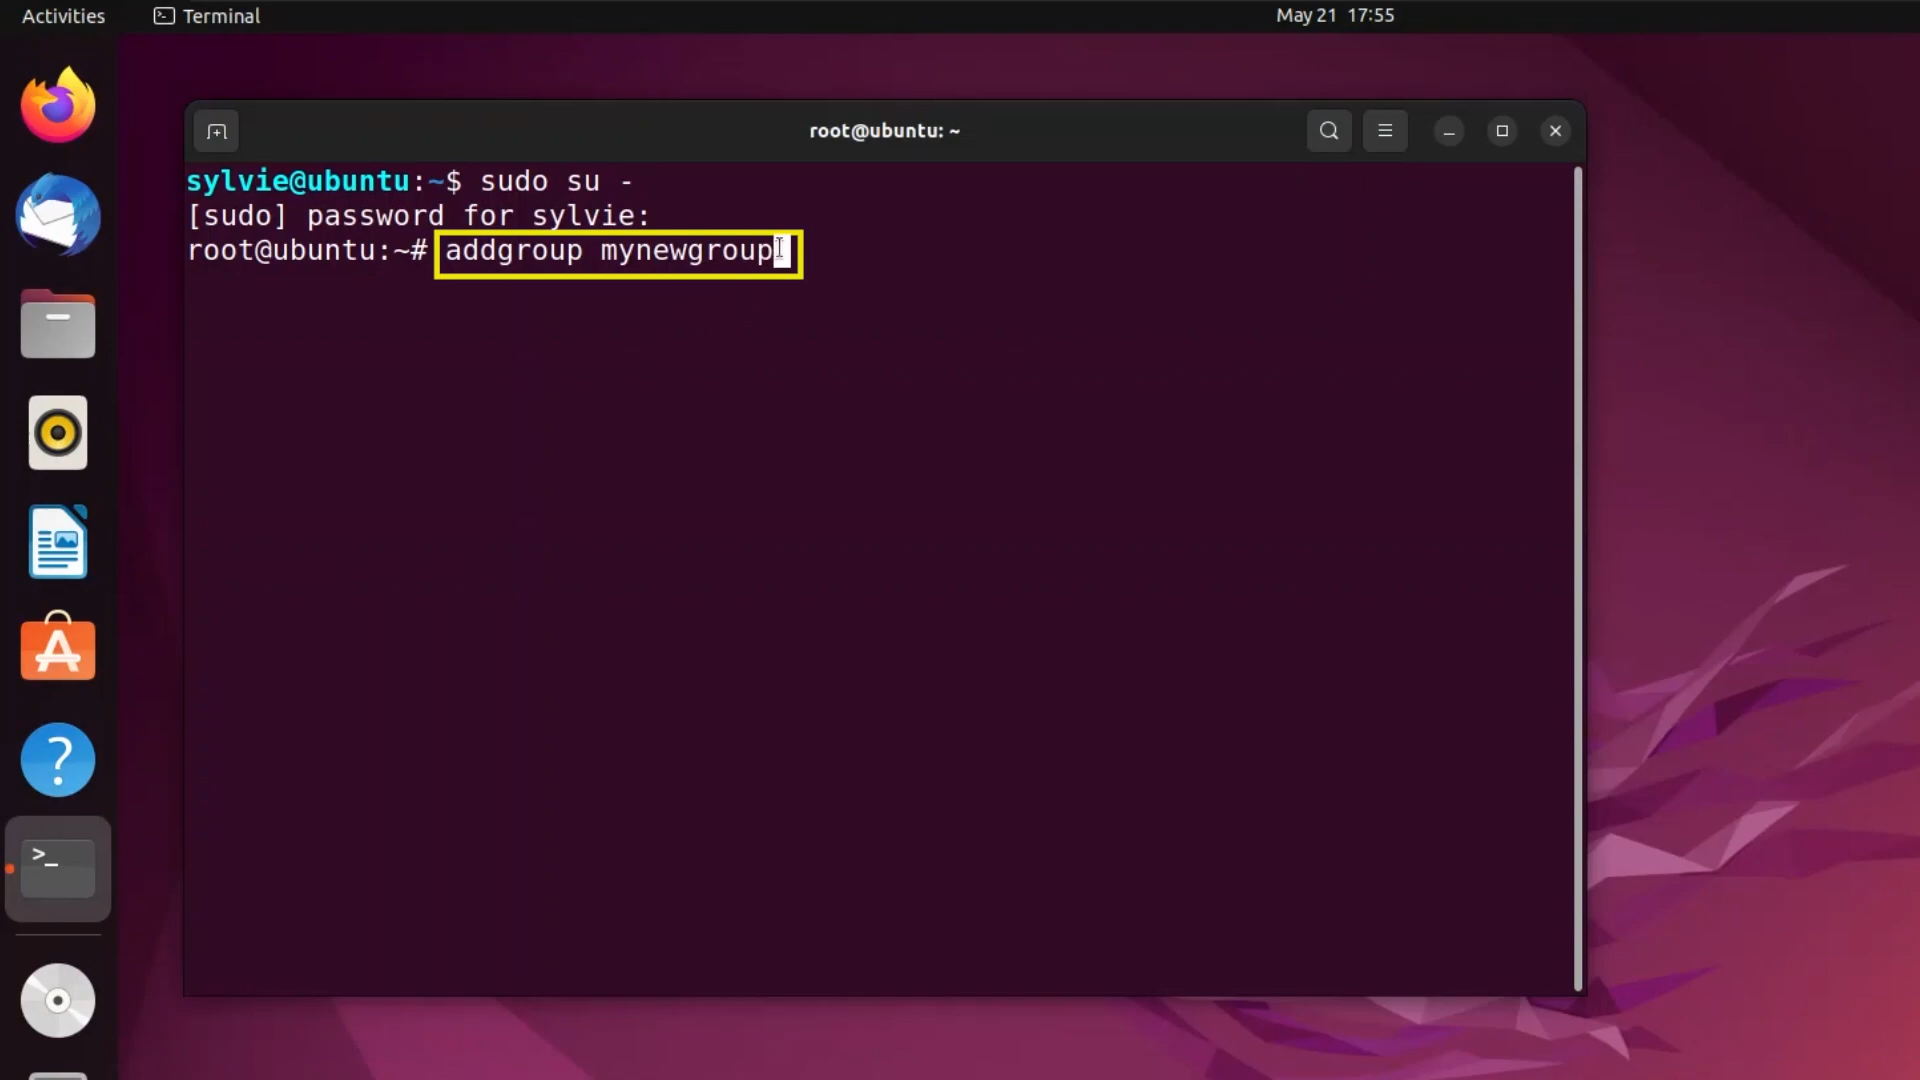 Activities
Terminal
May 21 17:55
root@ubuntu: ~
sylvie@ubuntu:~$ sudo su -
[sudo] password for sylvie:
root@ubuntu:~# addgroup mynewgroup